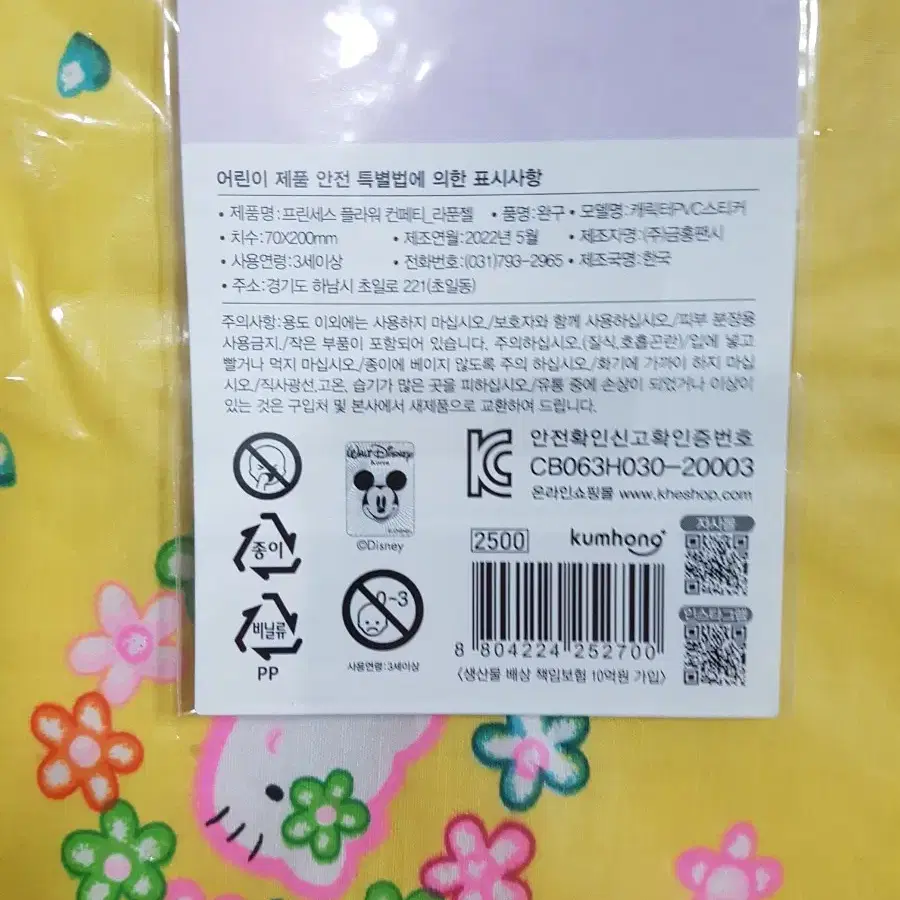 어린이 제품 안전 특별법에 의한 표시사항
• 제품명:프린세스 플라워 컨페티_라푼젤 • 품명:완구 • 모델명:캐릭터PVC스티커
• 치수:70X200mm • 제조연월:2022년 5월 • 제조자명:(주)금홍팬시
• 사용연령:3세이상 • 전화번호:(031)793-2965 • 제조국명:한국
• 주소:경기도 하남시 초일로 221(초일동)
주의사항:용도 이외에는 사용하지 마십시오./보호자와 함께 사용하십시오./피부 분장용
사용금지./작은 부품이 포함되어 있습니다. 주의하십시오.(질식,호흡곤란)/입에 넣고
빨거나 먹지 마십시오/종이에 베이지 않도록 주의 하십시오/화기에 가까이 하지 마십
시오/직사광선,고온, 습기가 많은 곳을 피하십시오/유통 중에 손상이 되었거나 이상이
있는 것은 구입처 및 본사에서 새제품으로 교환하여 드립니다.
WALT DISNEY
Korea
©Disney
안전확인신고확인증번호
CB063H030-20003
온라인쇼핑몰 www.kheshop.com
종이
비닐류
PP
0~3
사용연령:3세이상
2500
kumhong
자사몰
인스타그램
8 804224 252700
〈생산물 배상 책임보험 10억원 가입〉